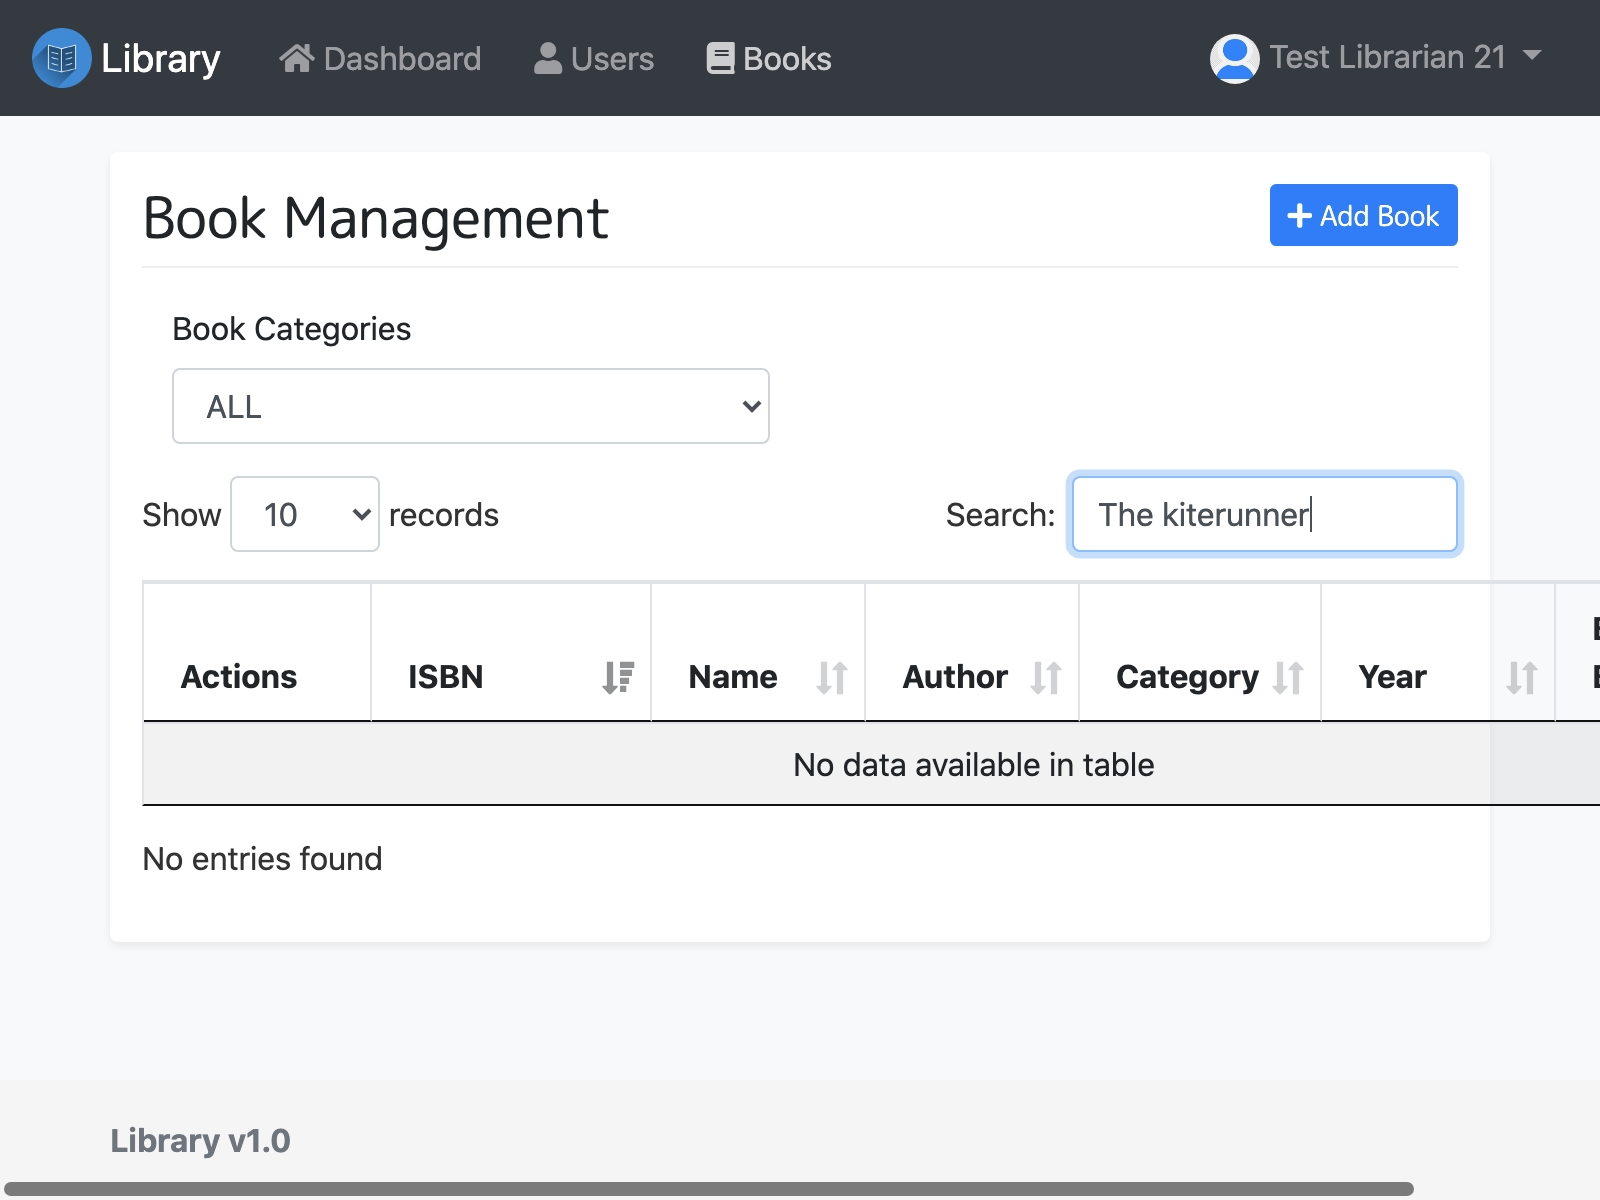 Library Dashboard Users Books Test Librarian 21
Book Management
Add Book
Book Categories
ALL
Show 10 records Search: The kiterunner
Actions ISBN Name Author Category Year
No data available in table
No entries found
Library v1.0